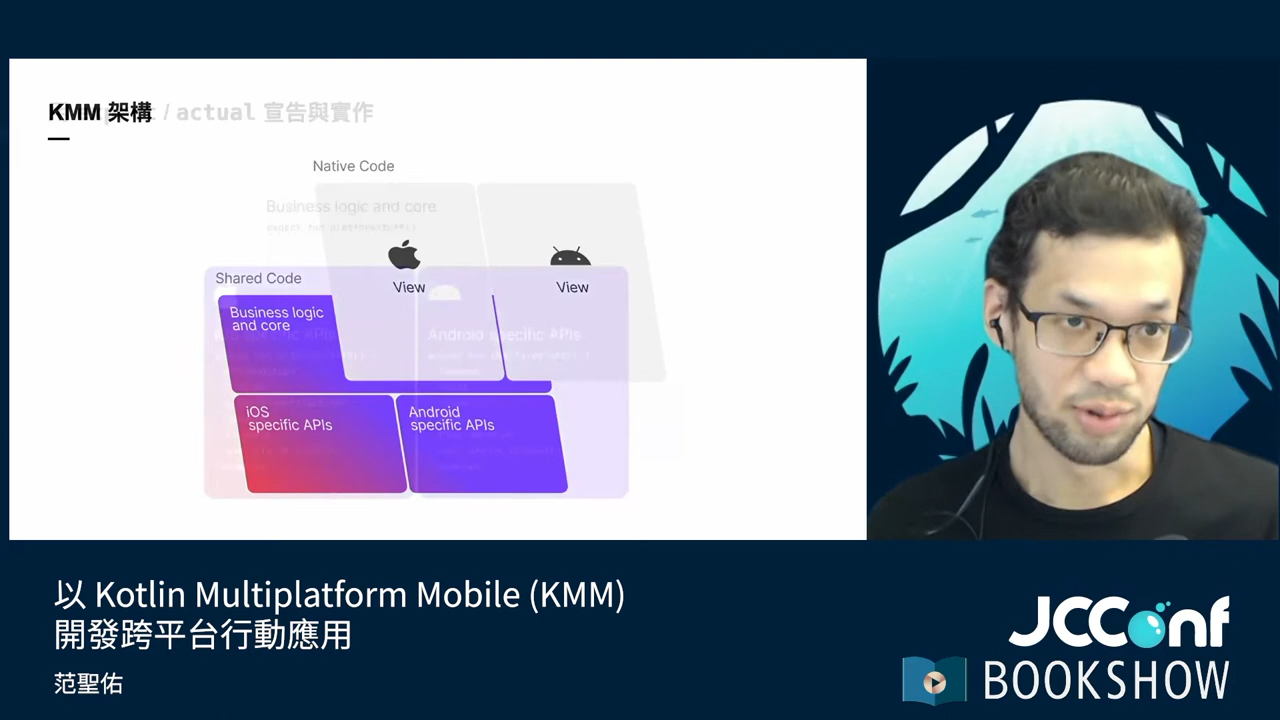 KMM 架構
/ actual 宣告與實作
Native Code
Business logic and core
View
View
Shared Code
Business logic
and core
Android specific APIs
iOS
specific APIs
Android
specific APIs
以 Kotlin Multiplatform Mobile (KMM)
開發跨平台行動應用
范聖佑
JCConf
BOOKSHOW